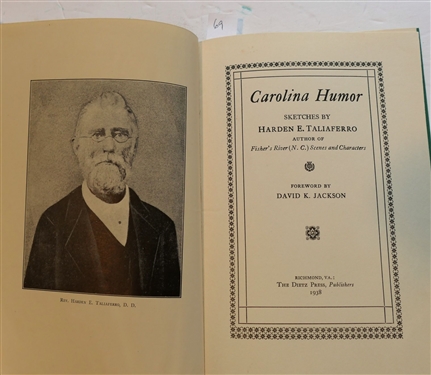 69
Rev. Harden E. Taliaferro, D. D.
Carolina Humor
SKETCHES BY
HARDEN E. TALIAFERRO
AUTHOR OF
Fisher's River (N. C.) Scenes and Characters
FOREWORD BY
DAVID K. JACKSON
RICHMOND, VA.:
THE DIETZ PRESS, Publishers
1938